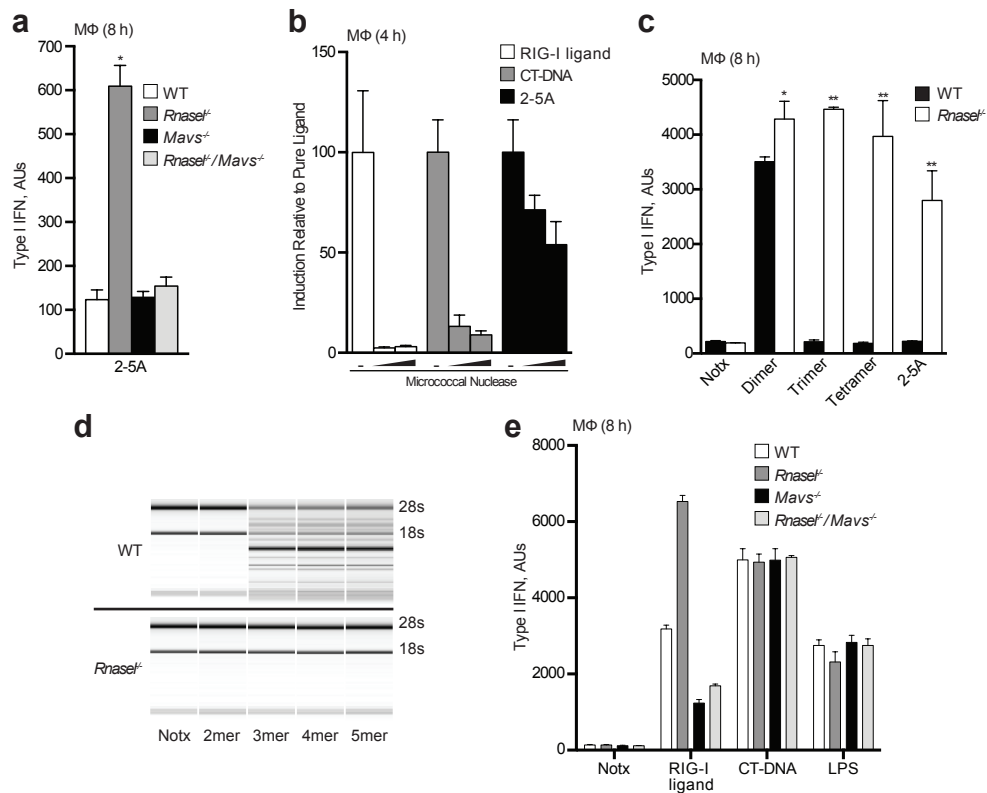 a
MΦ (8 h)
700
600
500
400
300
200
100
0
Type I IFN, AUs
*
WT
Rnasel-/-
Mavs-/-
Rnasel-/-/Mavs-/-
2-5A
b
MΦ (4 h)
150
100
50
0
Induction Relative to Pure Ligand
RIG-I ligand
CT-DNA
2-5A
- - -
Micrococcal Nuclease
c
MΦ (8 h)
5000
4000
3000
2000
1000
0
Type I IFN, AUs
* ** ** **
WT
Rnasel-/-
Notx Dimer Trimer Tetramer 2-5A
d
WT
28s
18s
Rnasel-/-
28s
18s
Notx 2mer 3mer 4mer 5mer
e
MΦ (8 h)
8000
6000
4000
2000
0
Type I IFN, AUs
WT
Rnasel-/-
Mavs-/-
Rnasel-/-/Mavs-/-
Notx RIG-I ligand CT-DNA LPS